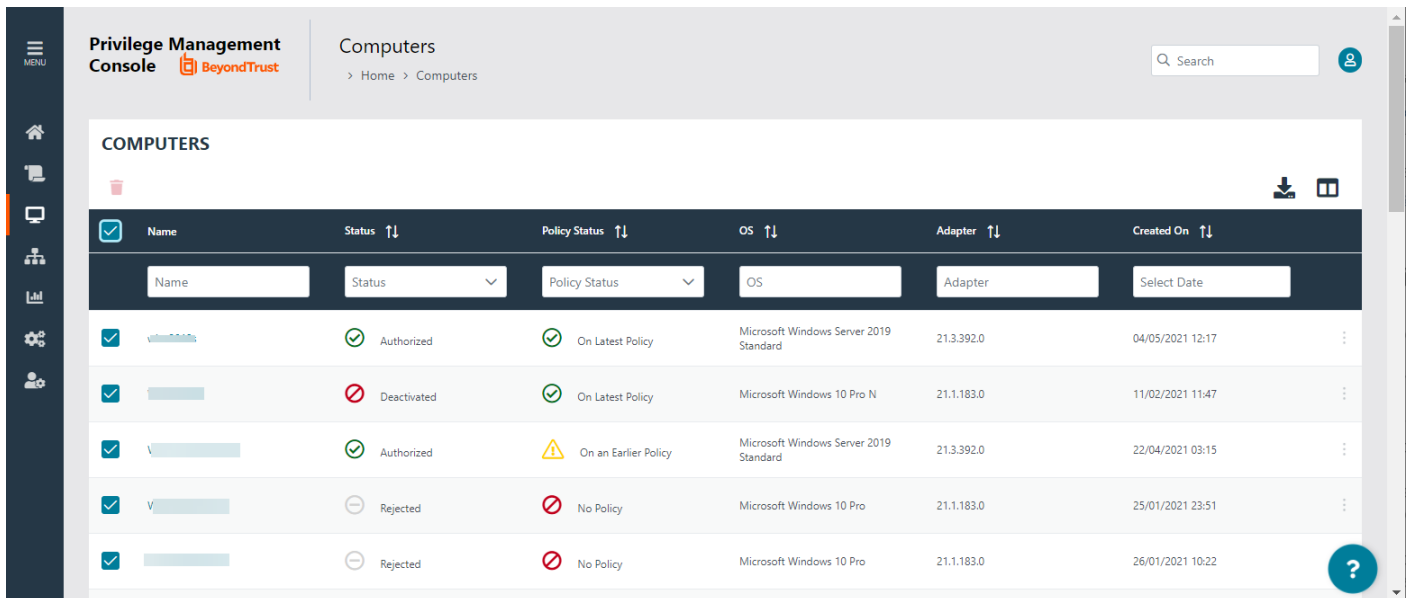 MENU
Privilege Management
Console BeyondTrust
Computers
> Home > Computers
Search
COMPUTERS
Name Status Policy Status OS Adapter Created On
Name Status Policy Status OS Adapter Select Date
Authorized On Latest Policy Microsoft Windows Server 2019 21.3.392.0 04/05/2021 12:17
Standard
Deactivated On Latest Policy Microsoft Windows 10 Pro N 21.1.183.0 11/02/2021 11:47
Authorized On an Earlier Policy Microsoft Windows Server 2019 21.3.392.0 22/04/2021 03:15
Standard
Rejected No Policy Microsoft Windows 10 Pro 21.1.183.0 25/01/2021 23:51
Rejected No Policy Microsoft Windows 10 Pro 21.1.183.0 26/01/2021 10:22
?